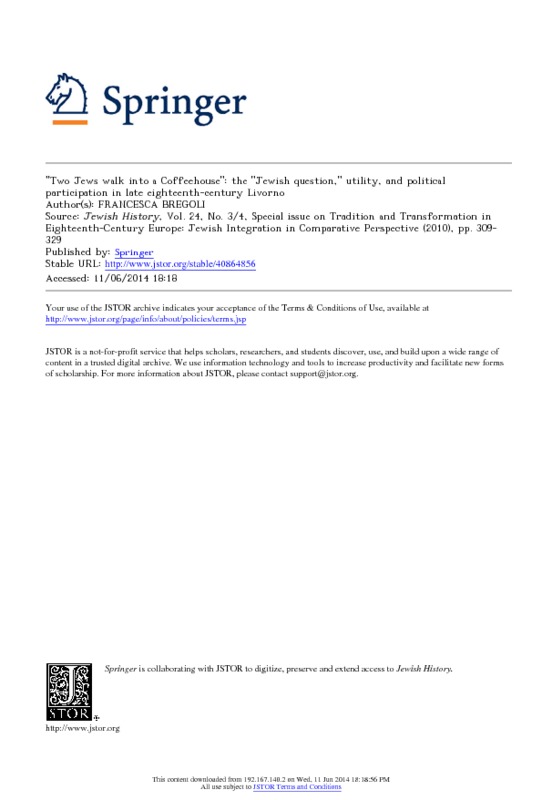 Springer
"Two Jews walk into a Coffeehouse": the "Jewish question," utility, and political
participation in late eighteenth-century Livorno
Author(s): FRANCESCA BREGOLI
Source: Jewish History, Vol. 24, No. 3/4, Special issue on Tradition and Transformation in
Eighteenth-Century Europe: Jewish Integration in Comparative Perspective (2010), pp. 309-
329
Published by: Springer
Stable URL: http://www.jstor.org/stable/40864856
Accessed: 11/06/2014 18:18
Your use of the JSTOR archive indicates your acceptance of the Terms & Conditions of Use, available at
http://www.jstor.org/page/info/about/policies/terms.jsp
JSTOR is a not-for-profit service that helps scholars, researchers, and students discover, use, and build upon a wide range of
content in a trusted digital archive. We use information technology and tools to increase productivity and facilitate new forms
of scholarship. For more information about JSTOR, please contact support@jstor.org.
Springer is collaborating with JSTOR to digitize, preserve and extend access to Jewish History.
JSTOR
http://www.jstor.org
This content downloaded from 192.167.140.2 on Wed, 11 Jun 2014 18:18:56 PM
All use subject to JSTOR Terms and Conditions